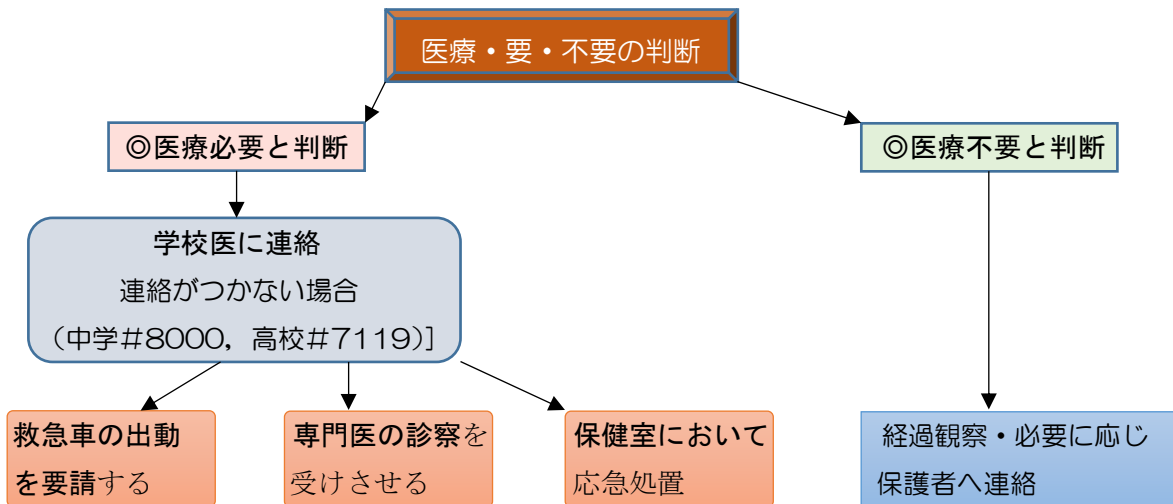 医療・要・不要の判断
◎医療必要と判断
◎医療不要と判断
学校医に連絡
連絡がつかない場合
（中学＃8000，高校＃7119）］
救急車の出動
を要請する
専門医の診察を
受けさせる
保健室において
応急処置
経過観察・必要に応じ
保護者へ連絡